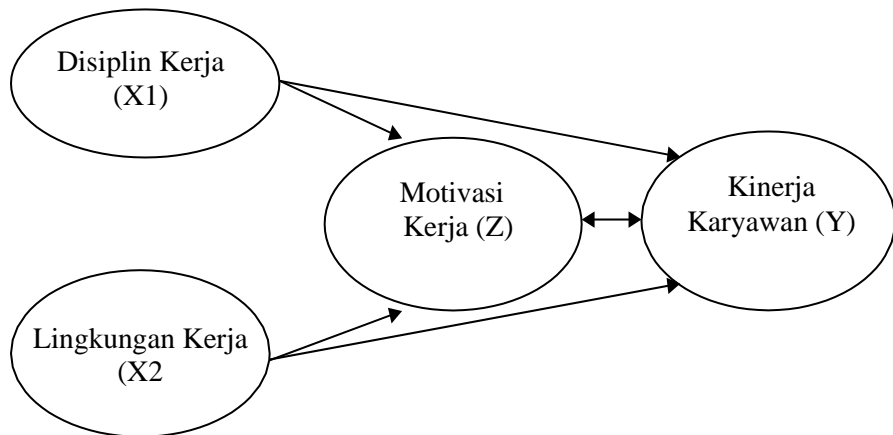 Disiplin Kerja
(X1)
Motivasi
Kerja (Z)
Kinerja
Karyawan (Y)
Lingkungan Kerja
(X2